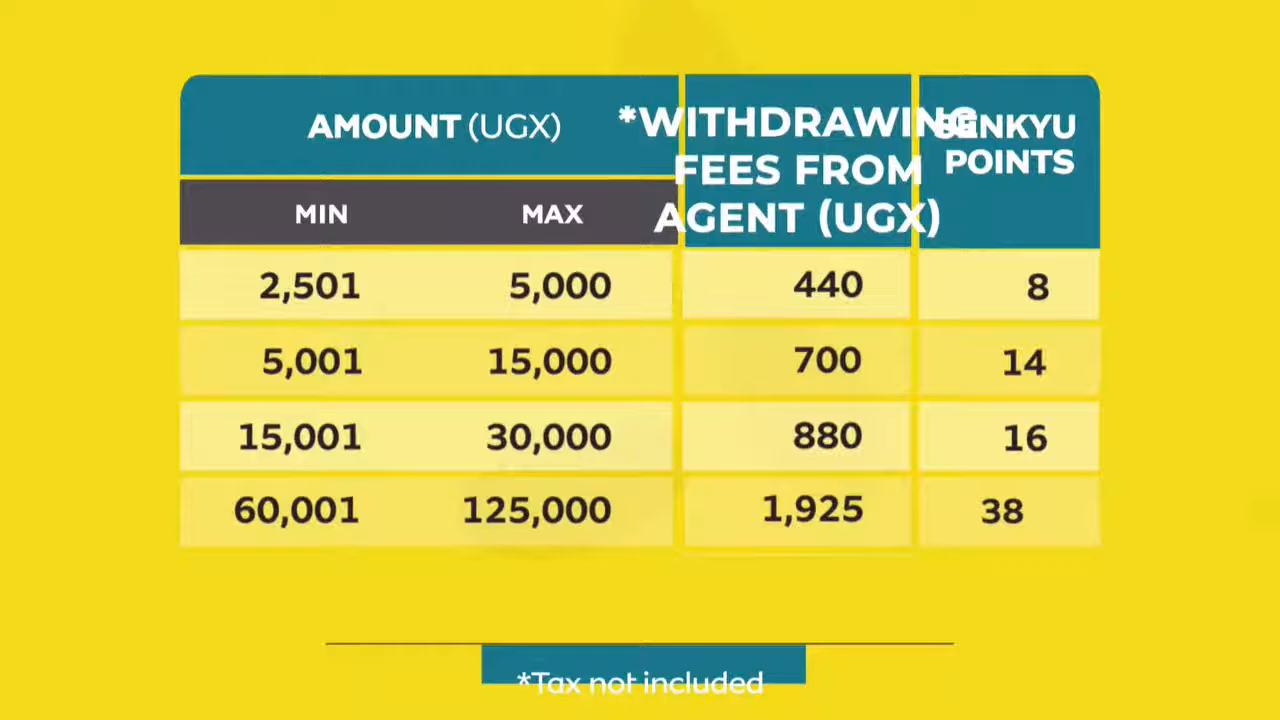 AMOUNT (UGX)
*WITHDRAWING
FEES FROM
AGENT (UGX)
SENKYU
POINTS
MIN MAX
2,501 5,000 440 8
5,001 15,000 700 14
15,001 30,000 880 16
60,001 125,000 1,925 38
*Tax not included